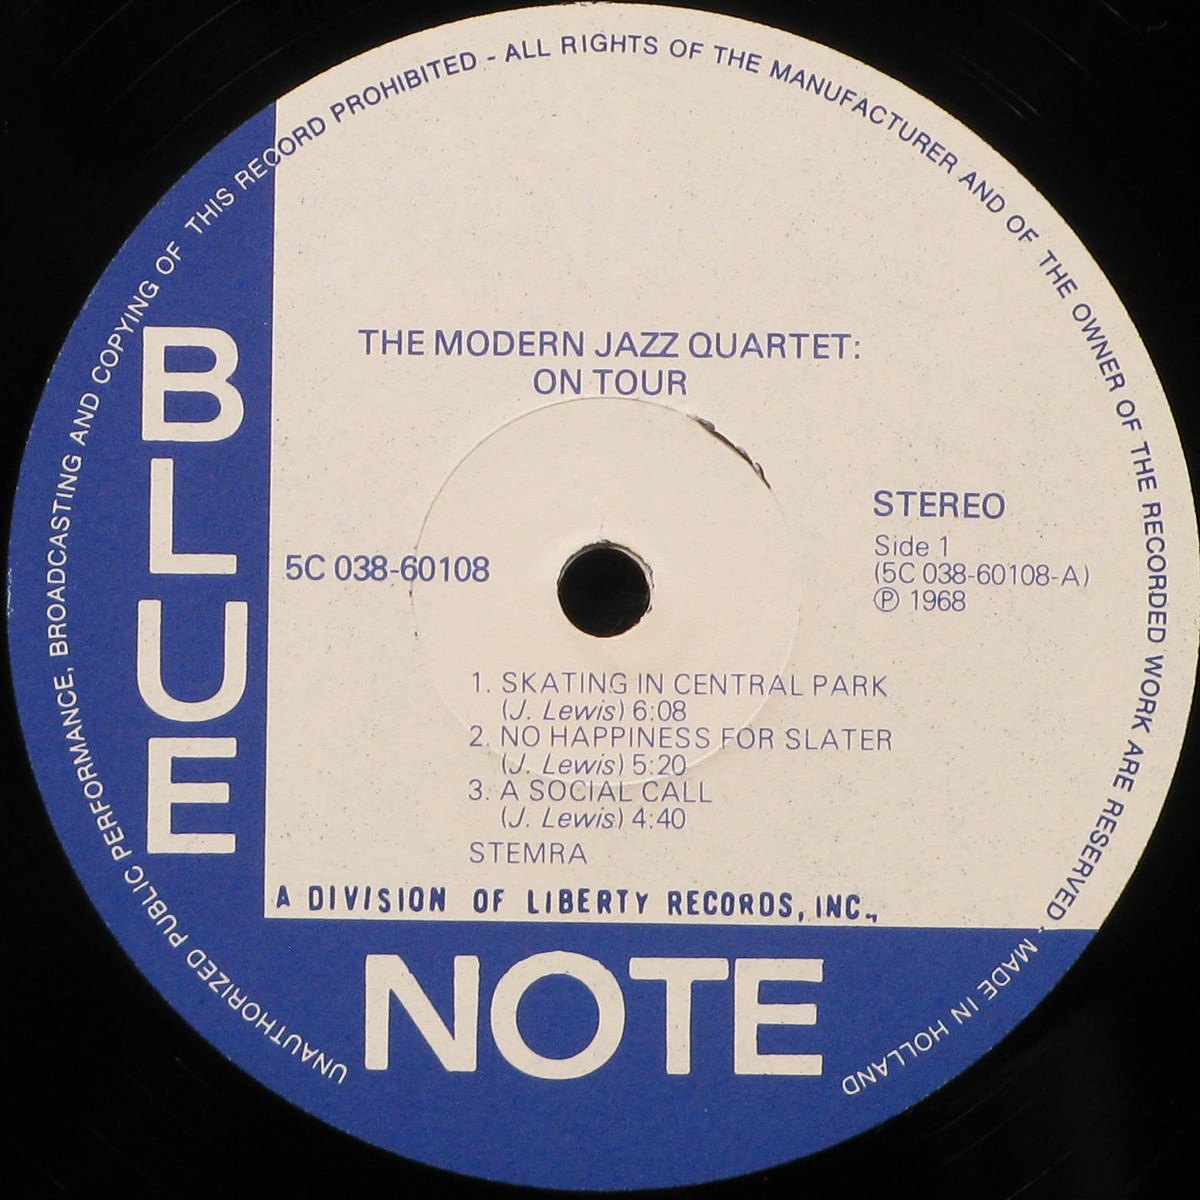 UNAUTHORIZED PUBLIC PERFORMANCE, BROADCASTING AND COPYING OF THIS RECORD PROHIBITED - ALL RIGHTS OF THE MANUFACTURER AND OF THE OWNER OF THE RECORDED WORK ARE RESERVED - MADE IN HOLLAND
THE MODERN JAZZ QUARTET:
ON TOUR
STEREO
Side 1
5C 038-60108
(5C 038-60108-A)
℗ 1968
1. SKATING IN CENTRAL PARK
(J. Lewis) 6:08
2. NO HAPPINESS FOR SLATER
(J. Lewis) 5:20
3. A SOCIAL CALL
(J. Lewis) 4:40
STEMRA
A DIVISION OF LIBERTY RECORDS, INC.,
BLUE
NOTE